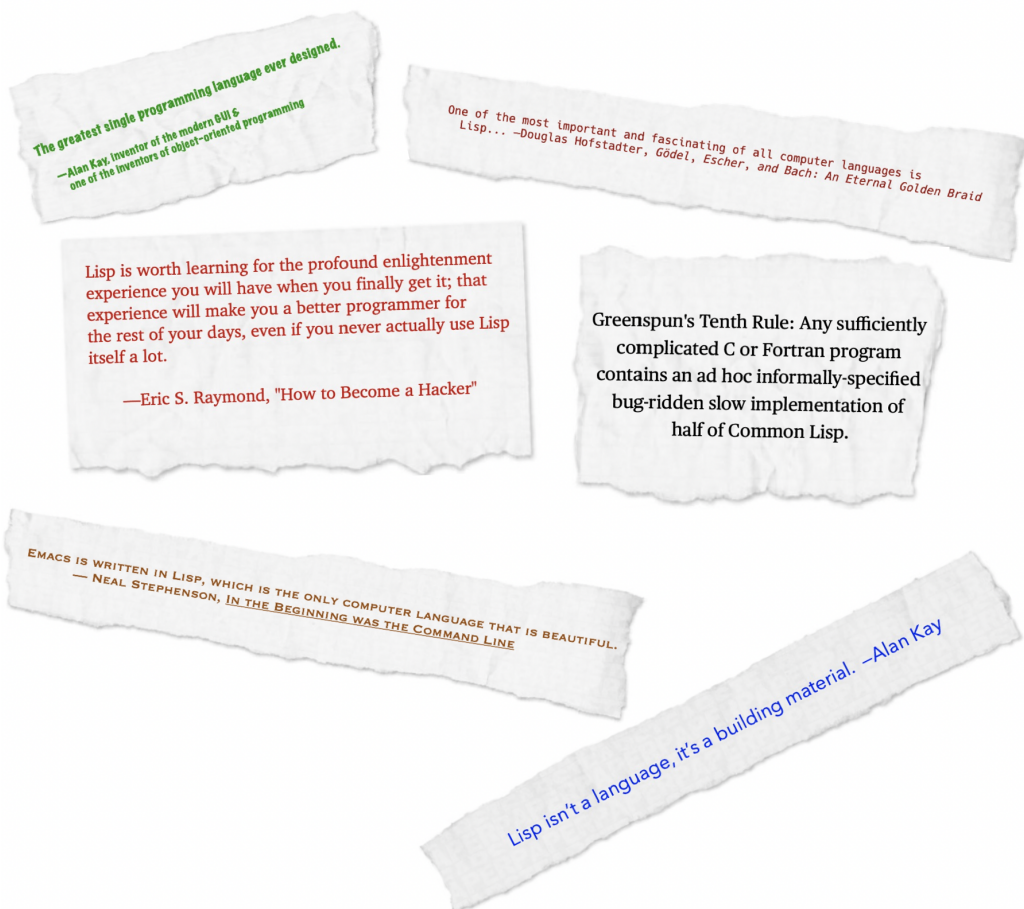 The greatest single programming language ever designed.
—Alan Kay, Inventor of the modern GUI &
one of the inventors of object-oriented programming
One of the most important and fascinating of all computer languages is
Lisp... —Douglas Hofstadter, Gödel, Escher, and Bach: An Eternal Golden Braid
Lisp is worth learning for the profound enlightenment
experience you will have when you finally get it; that
experience will make you a better programmer for
the rest of your days, even if you never actually use Lisp
itself a lot.
—Eric S. Raymond, "How to Become a Hacker"
Greenspun's Tenth Rule: Any sufficiently
complicated C or Fortran program
contains an ad hoc informally-specified
bug-ridden slow implementation of
half of Common Lisp.
Emacs is written in Lisp, which is the only computer language that is beautiful.
— Neal Stephenson, In the Beginning was the Command Line
Lisp isn't a language, it's a building material. —Alan Kay